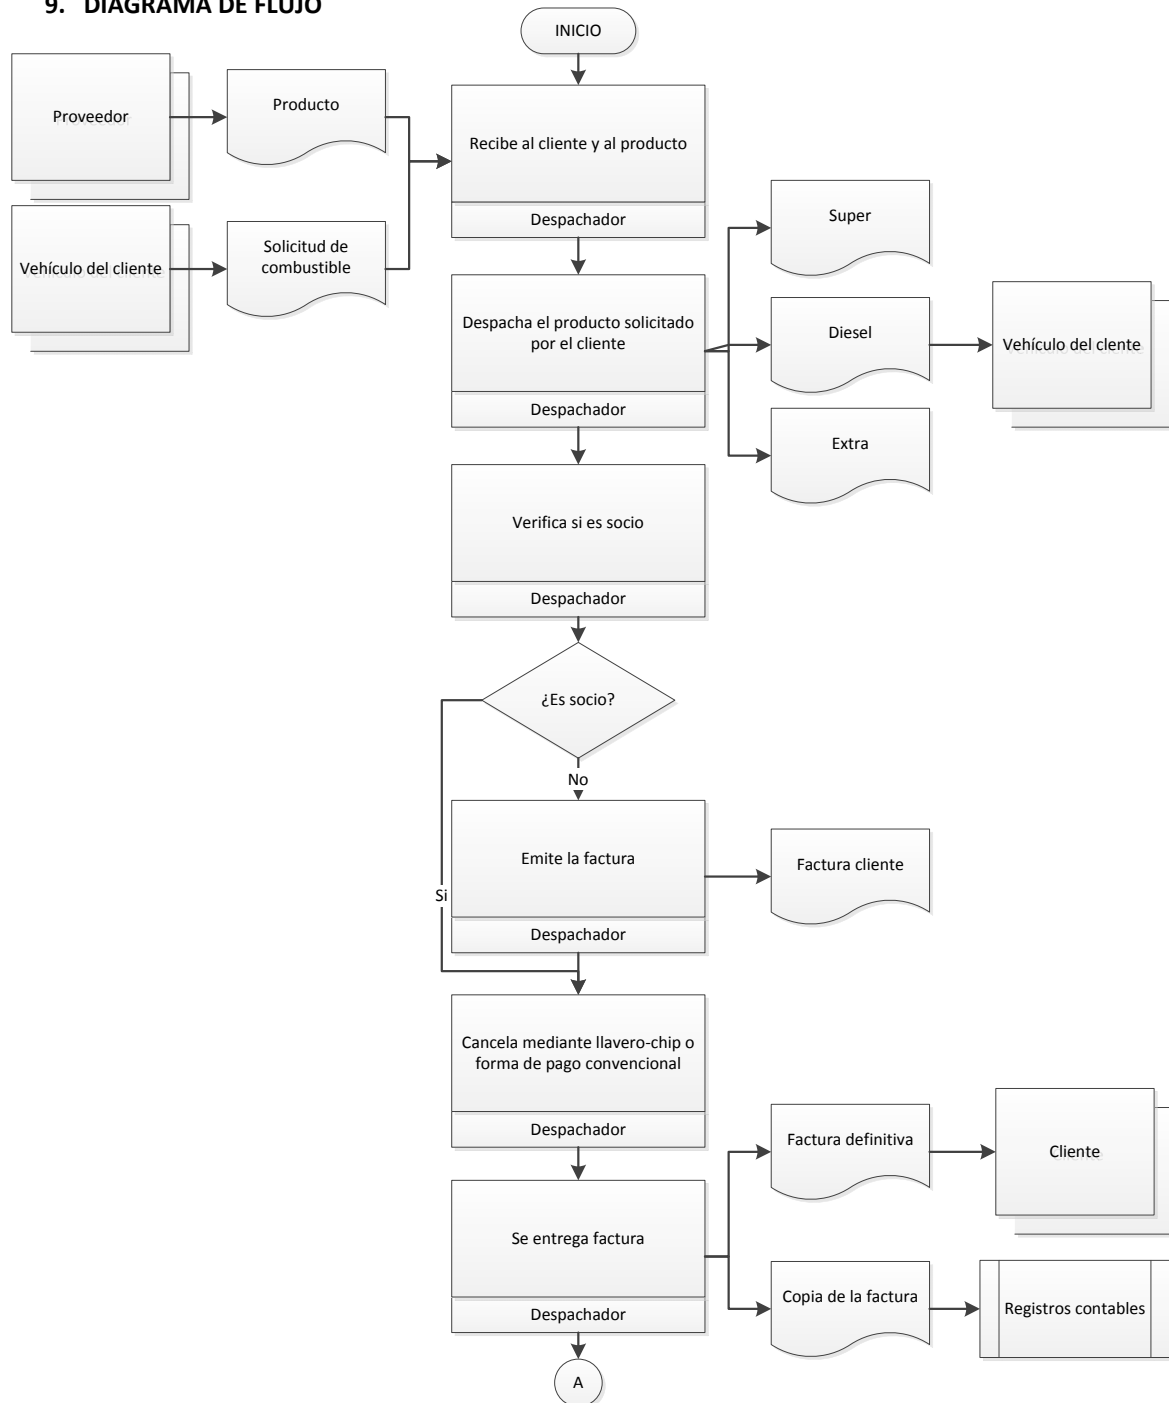 9. DIAGRAMA DE FLUJO
INICIO
Proveedor
Producto
Recibe al cliente y al producto
Despachador
Vehículo del cliente
Solicitud de
combustible
Super
Despacha el producto solicitado
por el cliente
Despachador
Diesel
Vehículo del clente
Extra
Verifica si es socio
Despachador
¿Es socio?
No
Si
Emite la factura
Despachador
Factura cliente
Cancela mediante llavero-chip o
forma de pago convencional
Despachador
Factura definitiva
Cliente
Se entrega factura
Despachador
Copia de la factura
Registros contables
A